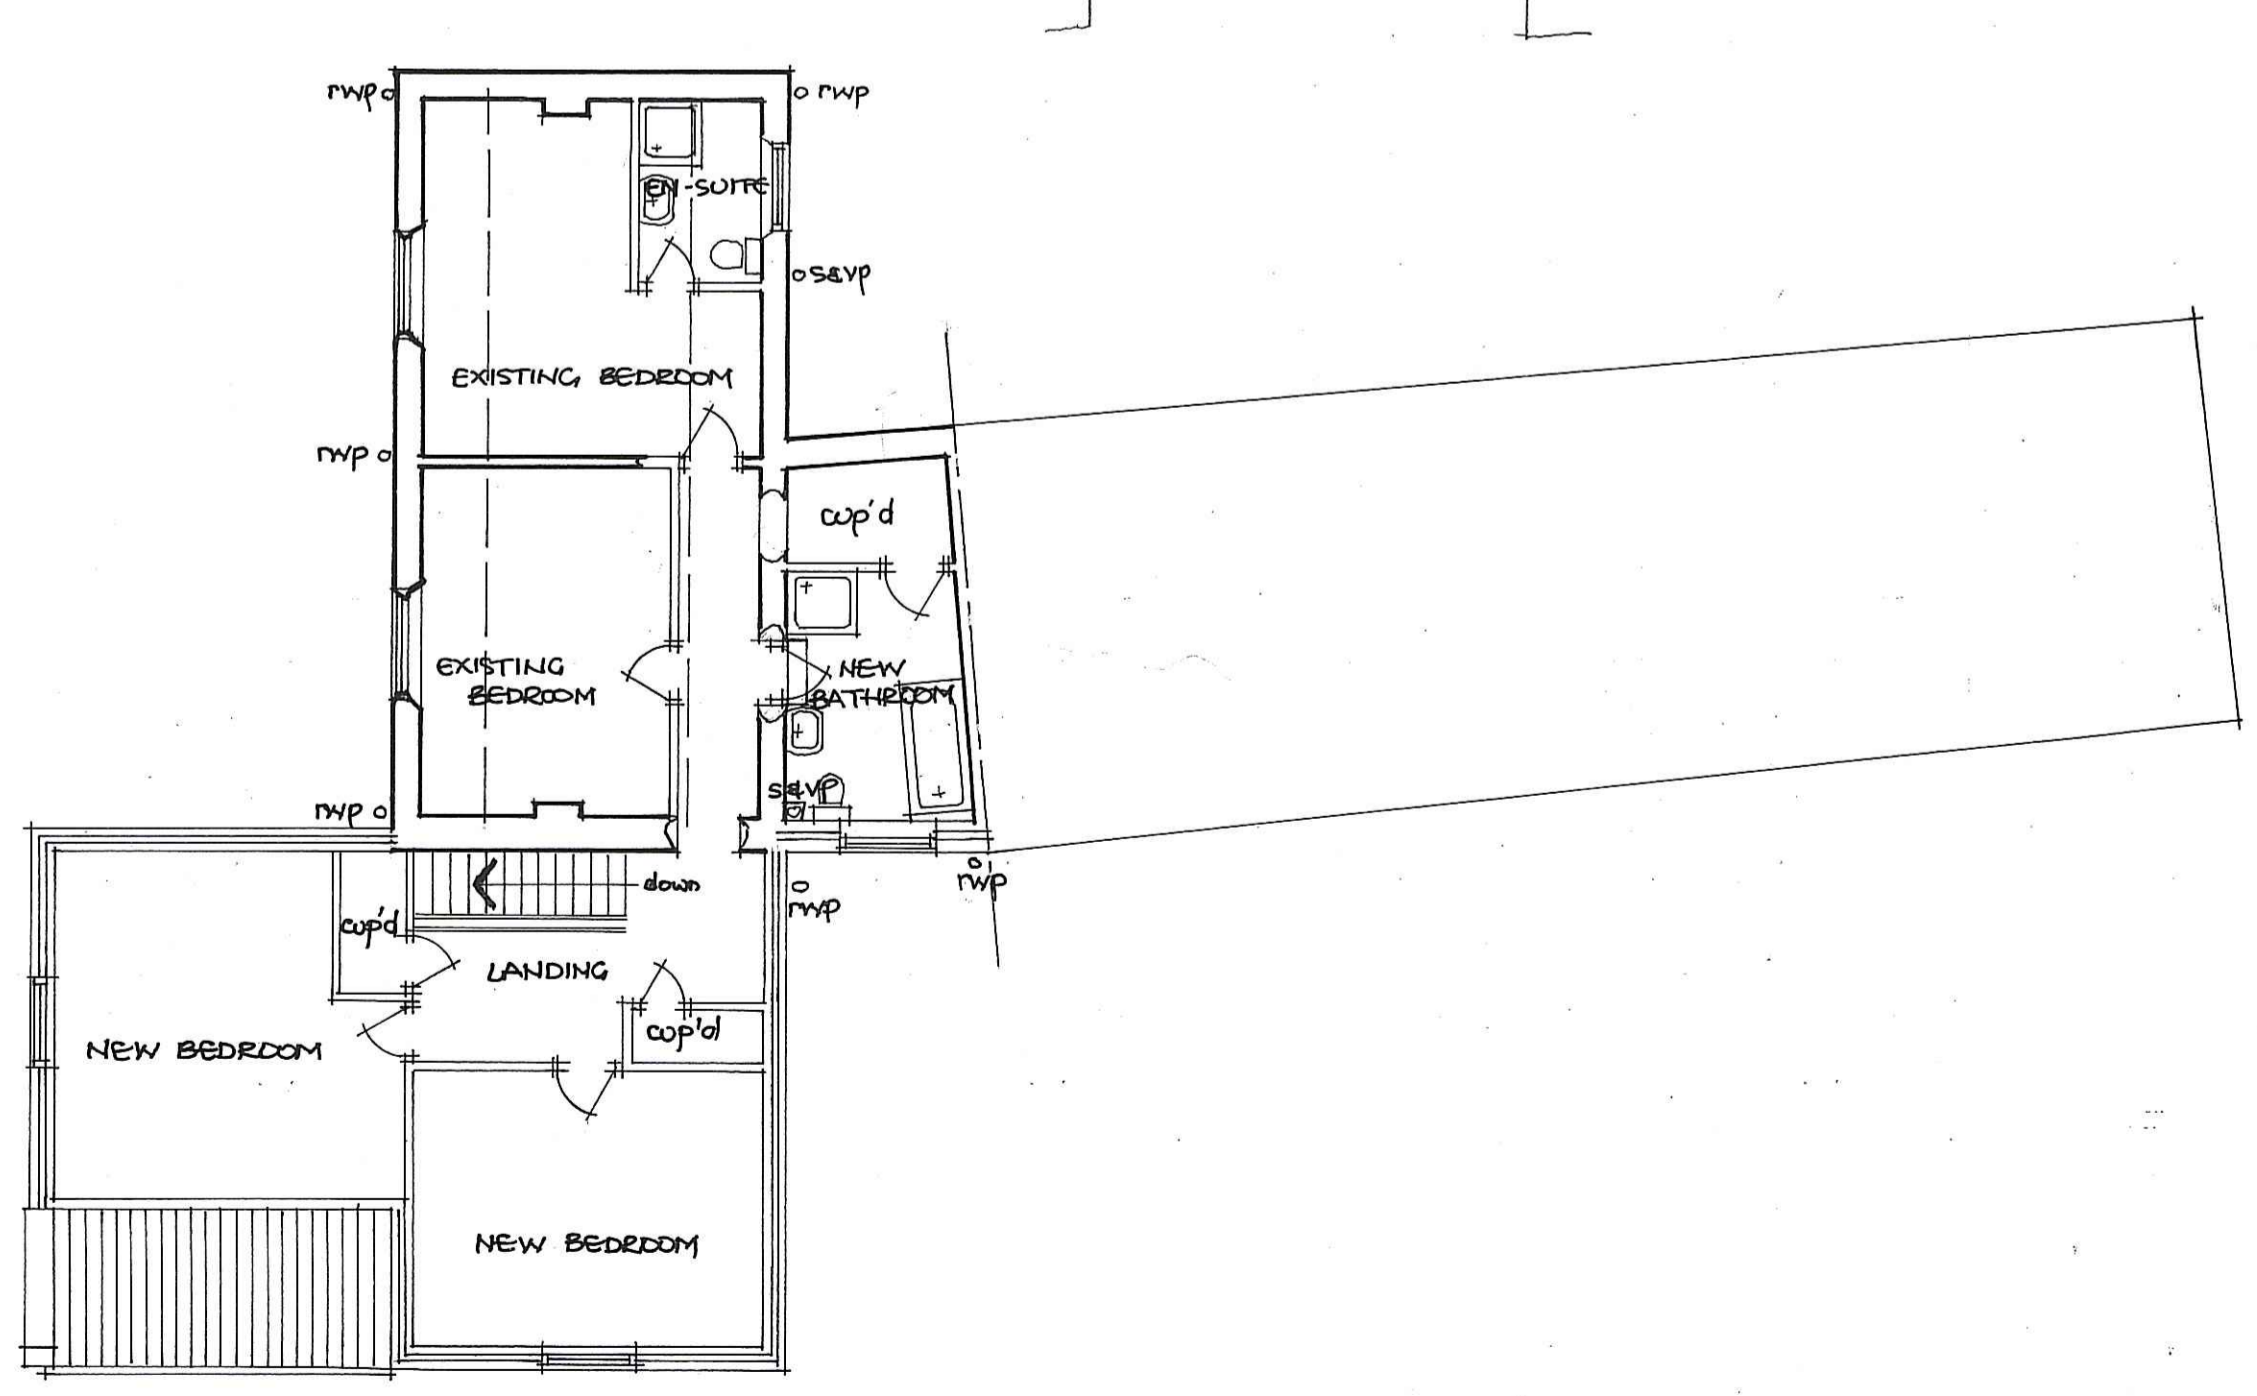 rwp
rwp
EN-SUITE
s&vp
EXISTING BEDROOM
rwp
cup'd
EXISTING
BEDROOM
NEW
BATHROOM
s&vp
rwp
down
rwp
rwp
cup'd
LANDING
cup'd
NEW BEDROOM
NEW BEDROOM